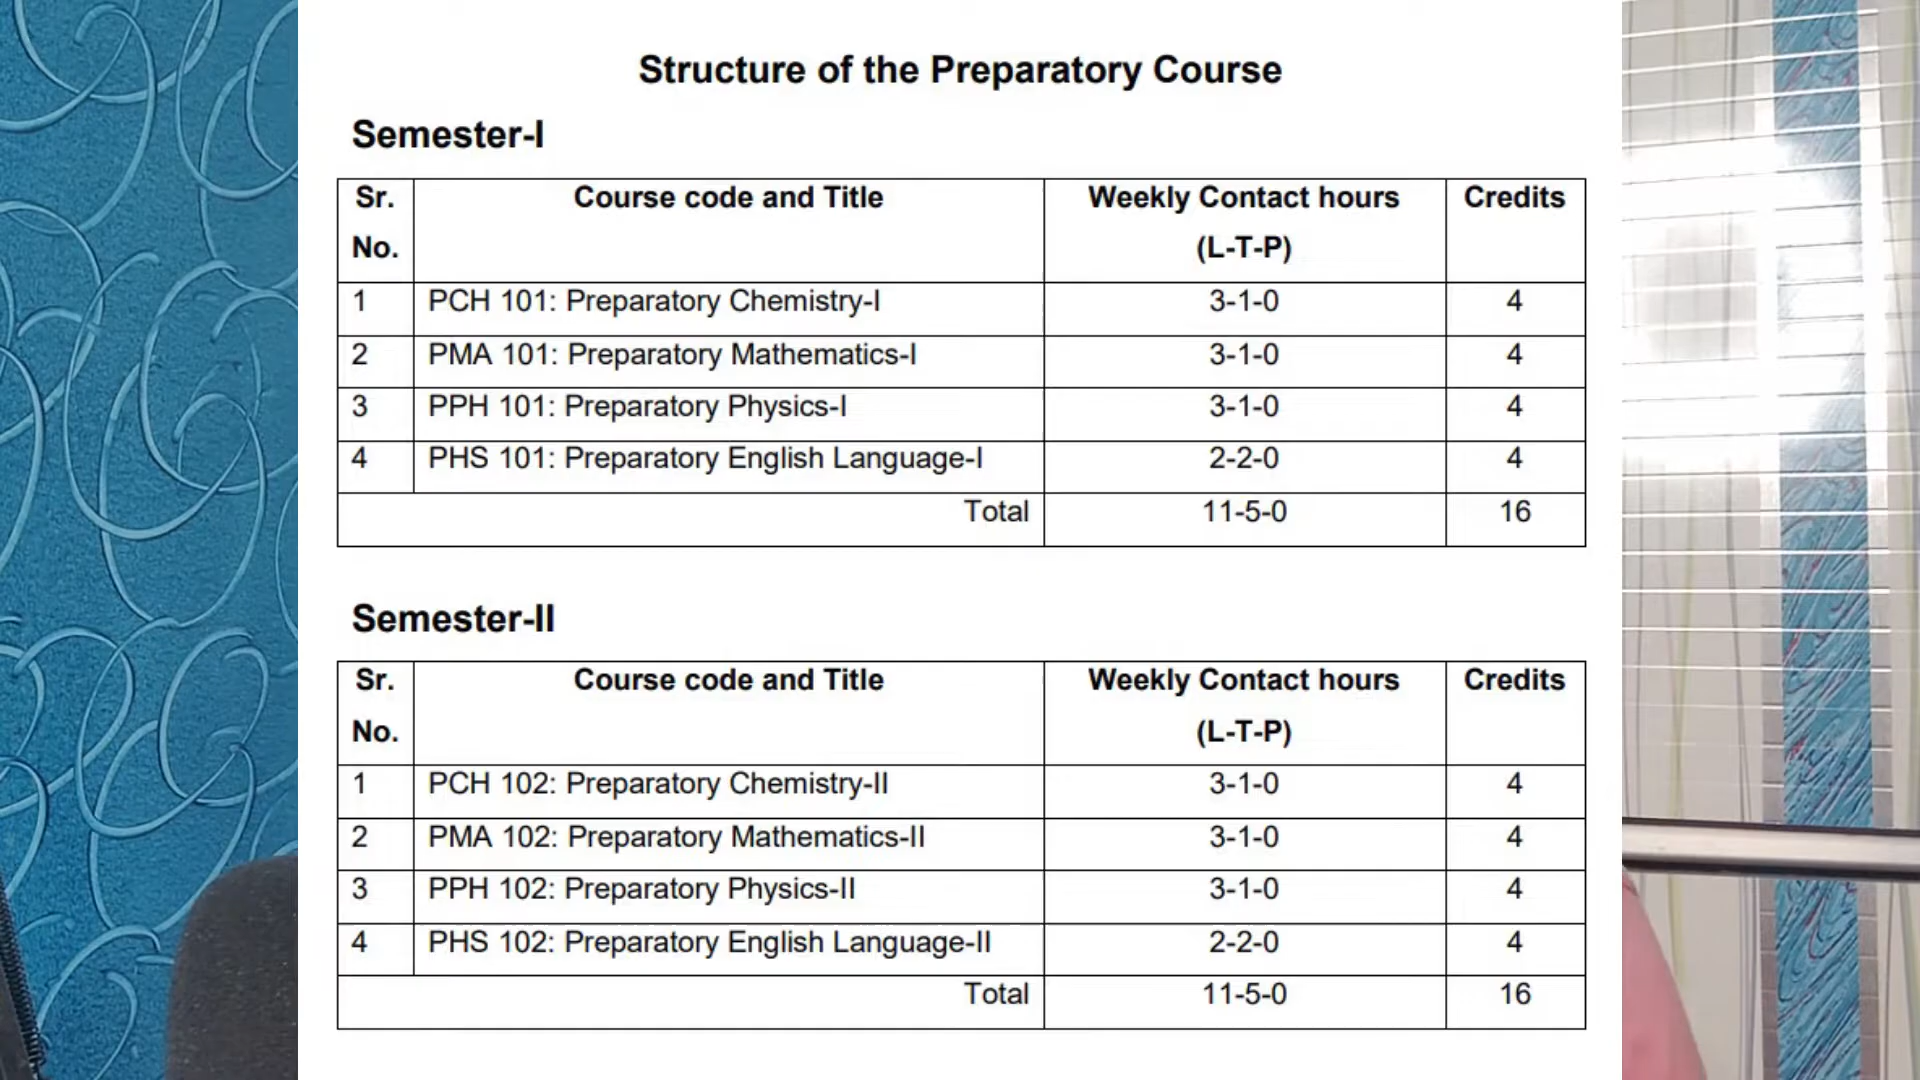 Structure of the Preparatory Course
Semester-I
Sr. No. Course code and Title Weekly Contact hours (L-T-P) Credits
1 PCH 101: Preparatory Chemistry-I 3-1-0 4
2 PMA 101: Preparatory Mathematics-I 3-1-0 4
3 PPH 101: Preparatory Physics-I 3-1-0 4
4 PHS 101: Preparatory English Language-I 2-2-0 4
Total 11-5-0 16
Semester-II
Sr. No. Course code and Title Weekly Contact hours (L-T-P) Credits
1 PCH 102: Preparatory Chemistry-II 3-1-0 4
2 PMA 102: Preparatory Mathematics-II 3-1-0 4
3 PPH 102: Preparatory Physics-II 3-1-0 4
4 PHS 102: Preparatory English Language-II 2-2-0 4
Total 11-5-0 16